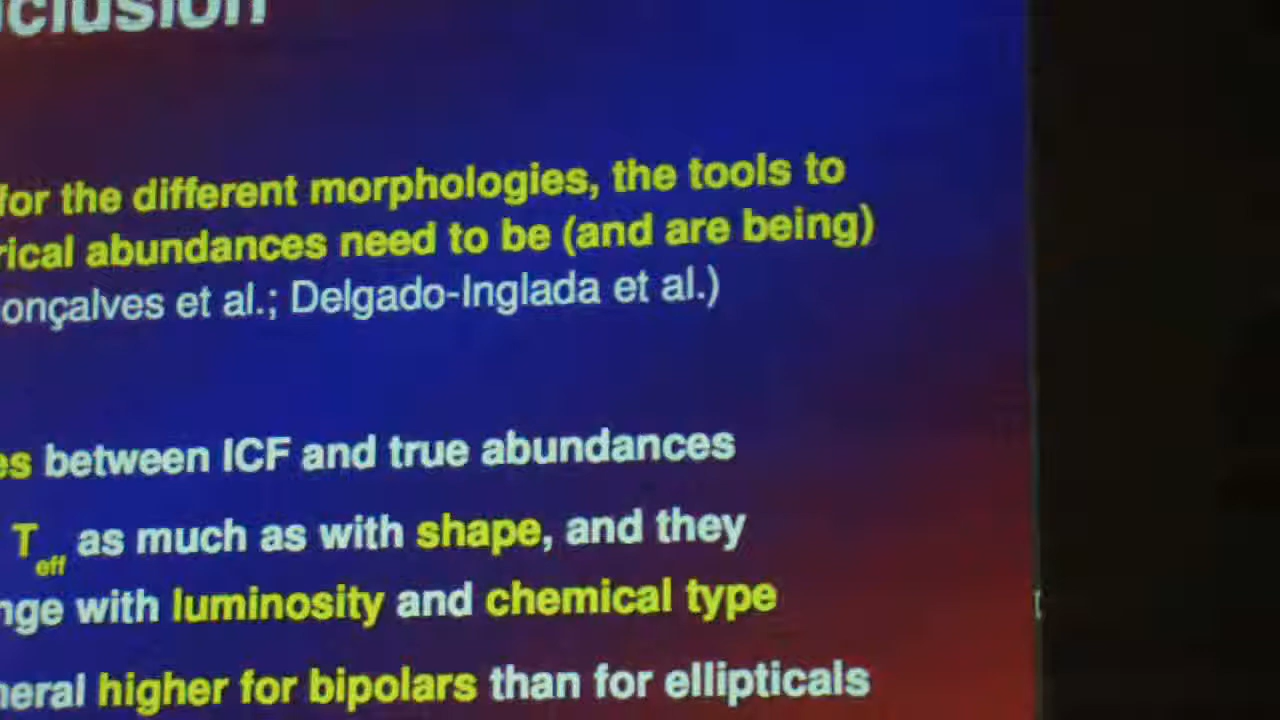 clusion
for the different morphologies, the tools to
rical abundances need to be (and are being)
onçalves et al.; Delgado-Inglada et al.)
es between ICF and true abundances
Teff as much as with shape, and they
nge with luminosity and chemical type
neral higher for bipolars than for ellipticals